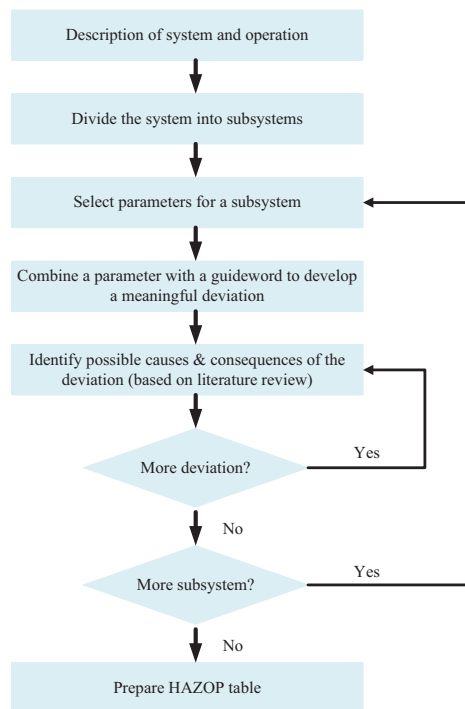 Description of system and operation
Divide the system into subsystems
Select parameters for a subsystem
Combine a parameter with a guideword to develop
a meaningful deviation
Identify possible causes & consequences of the
deviation (based on literature review)
More deviation?
Yes
No
More subsystem?
Yes
No
Prepare HAZOP table